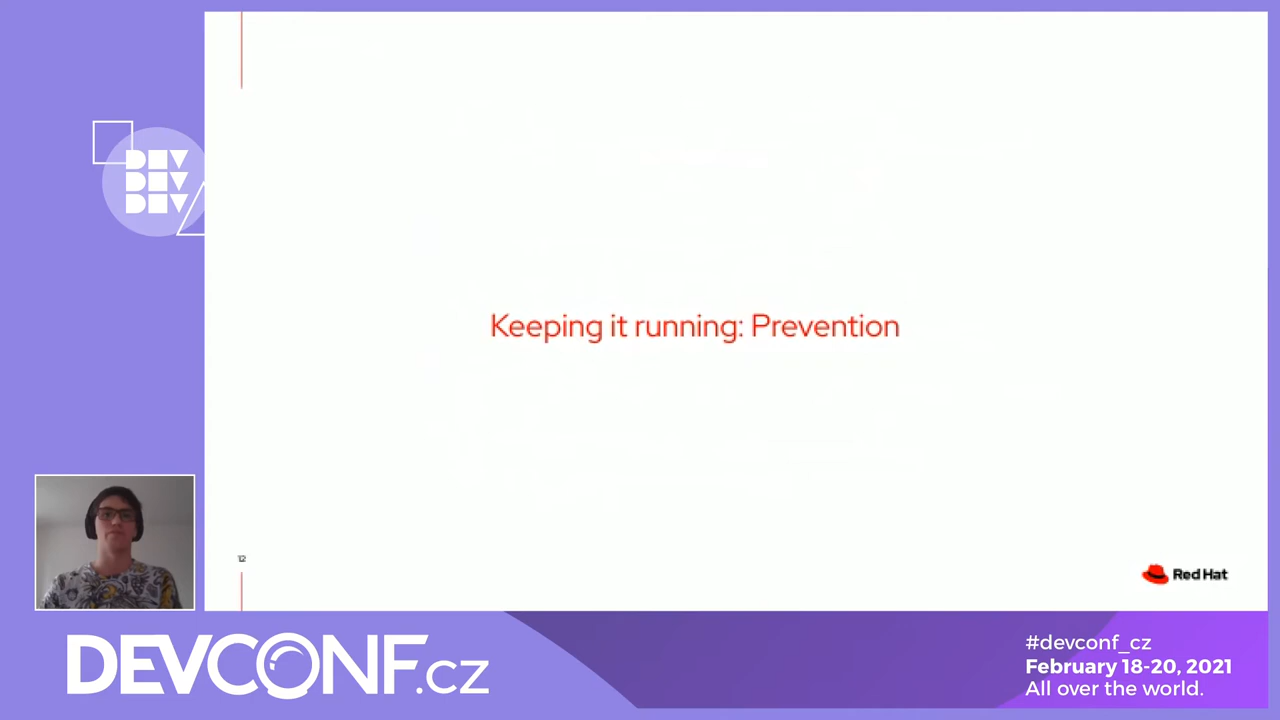 DEV
DEV
DEV
Keeping it running: Prevention
12
Red Hat
DEVCONF.cz
#devconf_cz
February 18-20, 2021
All over the world.